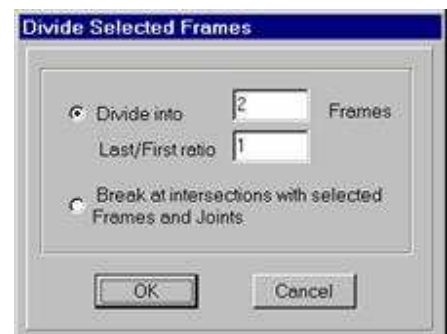 Divide Selected Frames
Divide into 2 Frames
Last/First ratio 1
Break at intersections with selected
Frames and Joints
OK Cancel